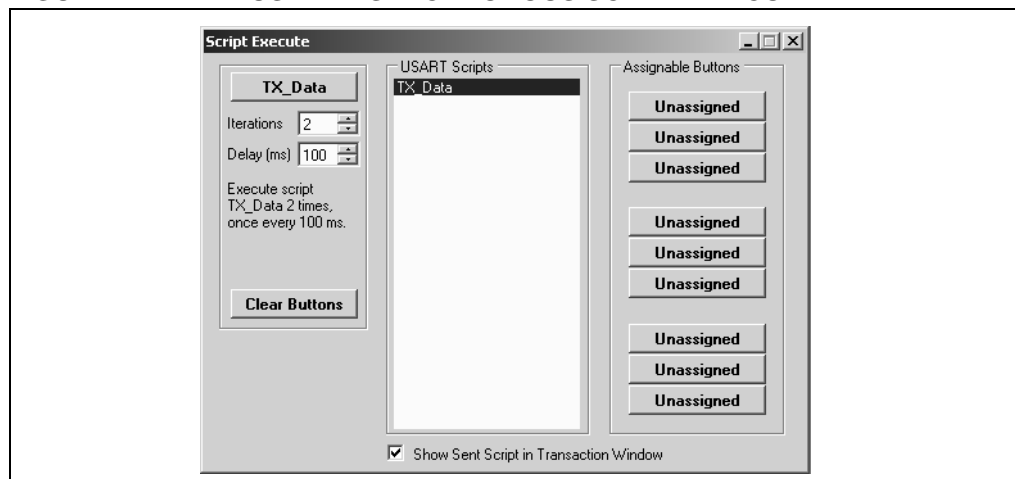 Script Execute
TX_Data
Iterations 2
Delay (ms) 100
Execute script
TX_Data 2 times,
once every 100 ms.
Clear Buttons
USART Scripts
TX_Data
Assignable Buttons
Unassigned
Unassigned
Unassigned
Unassigned
Unassigned
Unassigned
Unassigned
Unassigned
Unassigned
Show Sent Script in Transaction Window